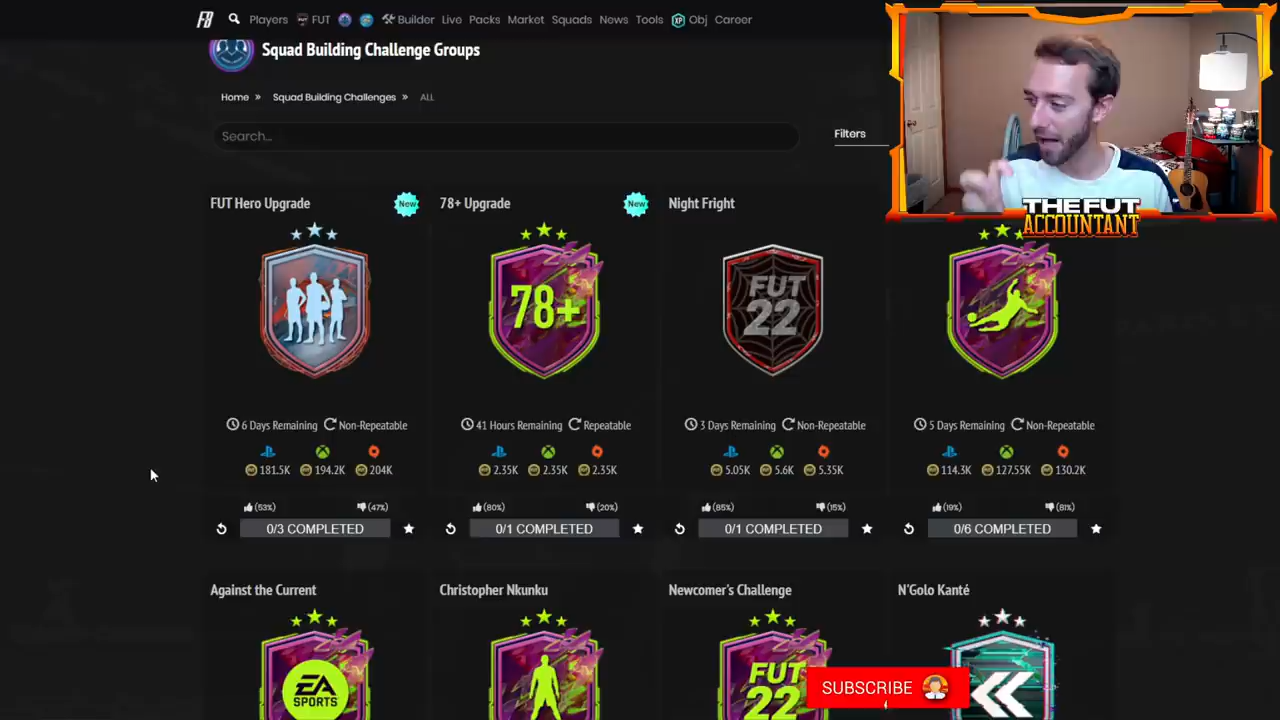 FB Players FUT Builder Live Packs Market Squads News Tools XP Obj Career
Squad Building Challenge Groups
Home » Squad Building Challenges » ALL
Search...
Filters
THE FUT
ACCOUNTANT
FUT Hero Upgrade New
78+ Upgrade New
Night Fright
78+
FUT
22
6 Days Remaining Non-Repeatable
41 Hours Remaining Repeatable
3 Days Remaining Non-Repeatable
5 Days Remaining Non-Repeatable
181.5K 194.2K 204K
2.35K 2.35K 2.35K
5.05K 5.6K 5.35K
114.3K 127.55K 130.2K
(53%) (47%)
(80%) (20%)
(85%) (15%)
(19%) (81%)
0/3 COMPLETED
0/1 COMPLETED
0/1 COMPLETED
0/6 COMPLETED
Against the Current
Christopher Nkunku
Newcomer's Challenge
N'Golo Kanté
EA
SPORTS
FUT
22
SUBSCRIBE